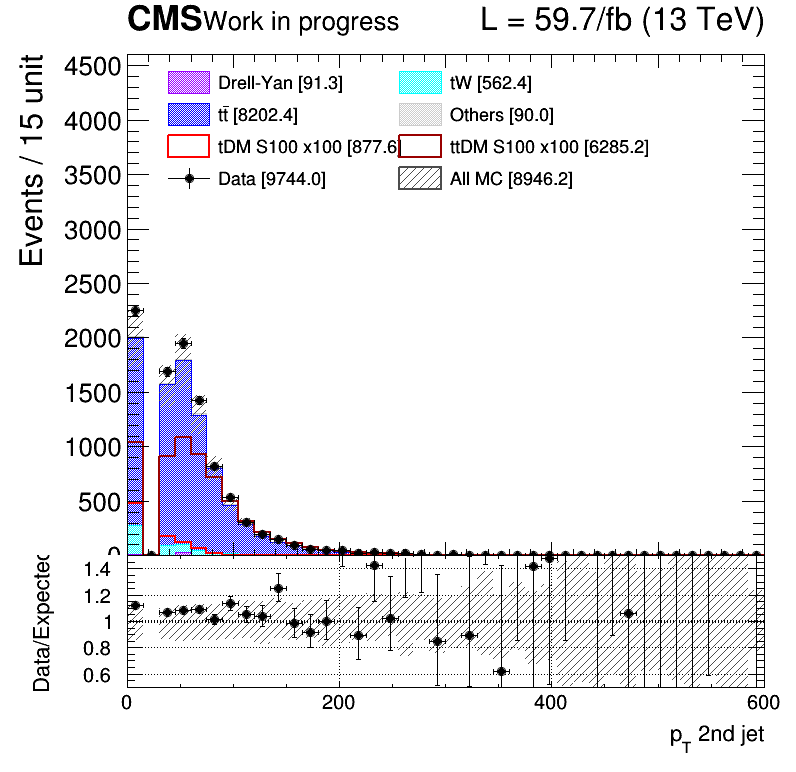 CMS Work in progress L = 59.7/fb (13 TeV)
Events / 15 unit
4500
4000
3500
3000
2500
2000
1500
1000
500
0
Drell-Yan [91.3] tW [562.4]
tt̄ [8202.4] Others [90.0]
tDM S100 x100 [877.6] ttDM S100 x100 [6285.2]
Data [9744.0] All MC [8946.2]
Data/Expected
1.4
1.2
1
0.8
0.6
0 200 400 600
p_T 2nd jet